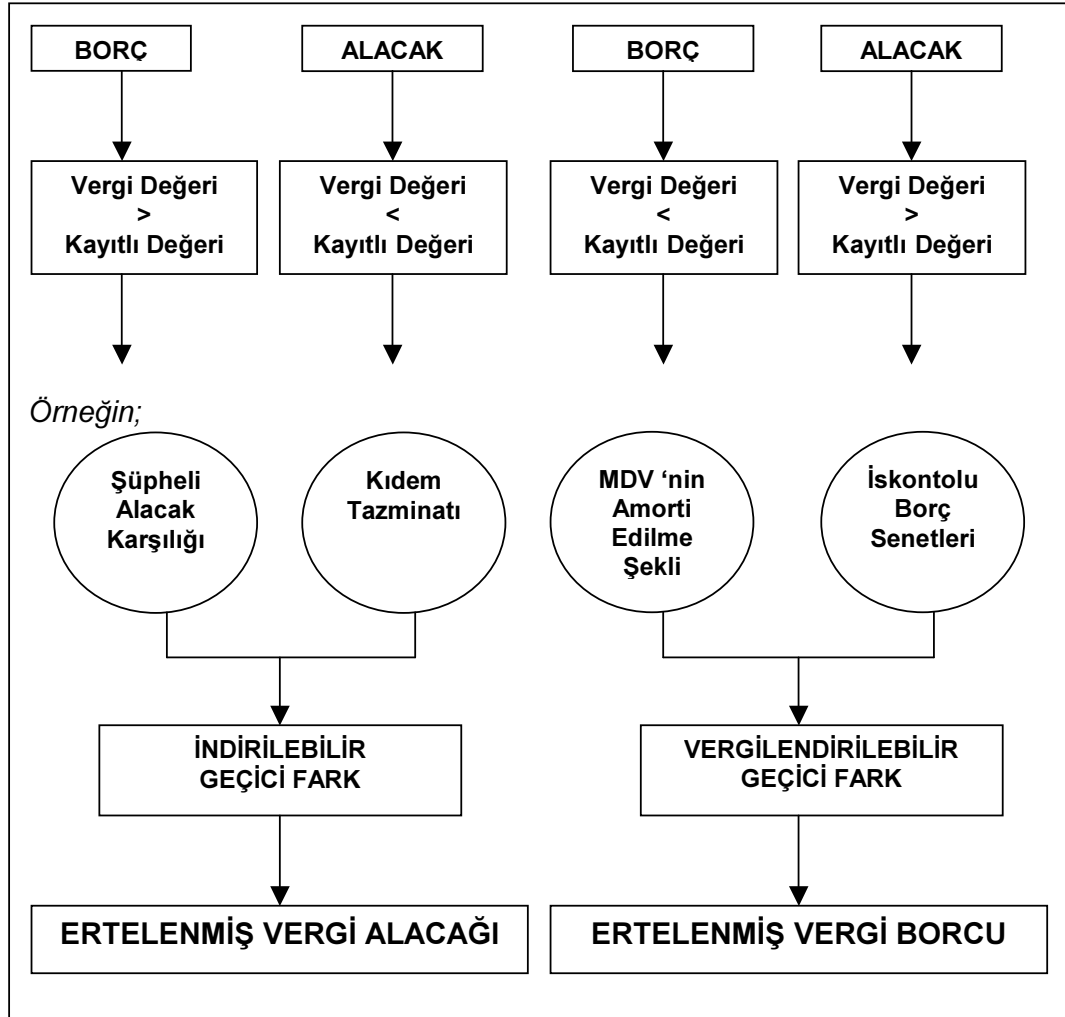 BORÇ
ALACAK
BORÇ
ALACAK
Vergi Değeri
>
Kayıtlı Değeri
Vergi Değeri
<
Kayıtlı Değeri
Vergi Değeri
<
Kayıtlı Değeri
Vergi Değeri
>
Kayıtlı Değeri
Örneğin;
Şüpheli
Alacak
Karşılığı
Kıdem
Tazminatı
MDV ‘nin
Amorti
Edilme
Şekli
İskontolu
Borç
Senetleri
İNDİRİLEBİLİR
GEÇİCİ FARK
VERGİLENDİRİLEBİLİR
GEÇİCİ FARK
ERTELENMİŞ VERGİ ALACAĞI
ERTELENMİŞ VERGİ BORCU